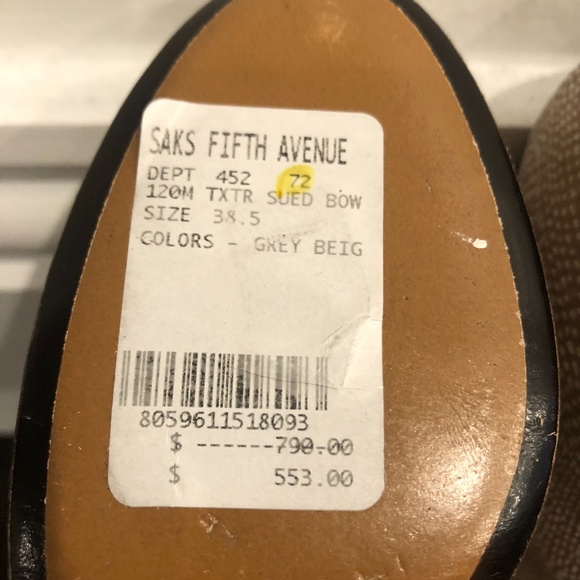 SAKS FIFTH AVENUE
DEPT 452 72
120M TXTR SUED BOW
SIZE 38.5
COLORS - GREY BEIG
8059611518093
$ ------790.00
$ 553.00